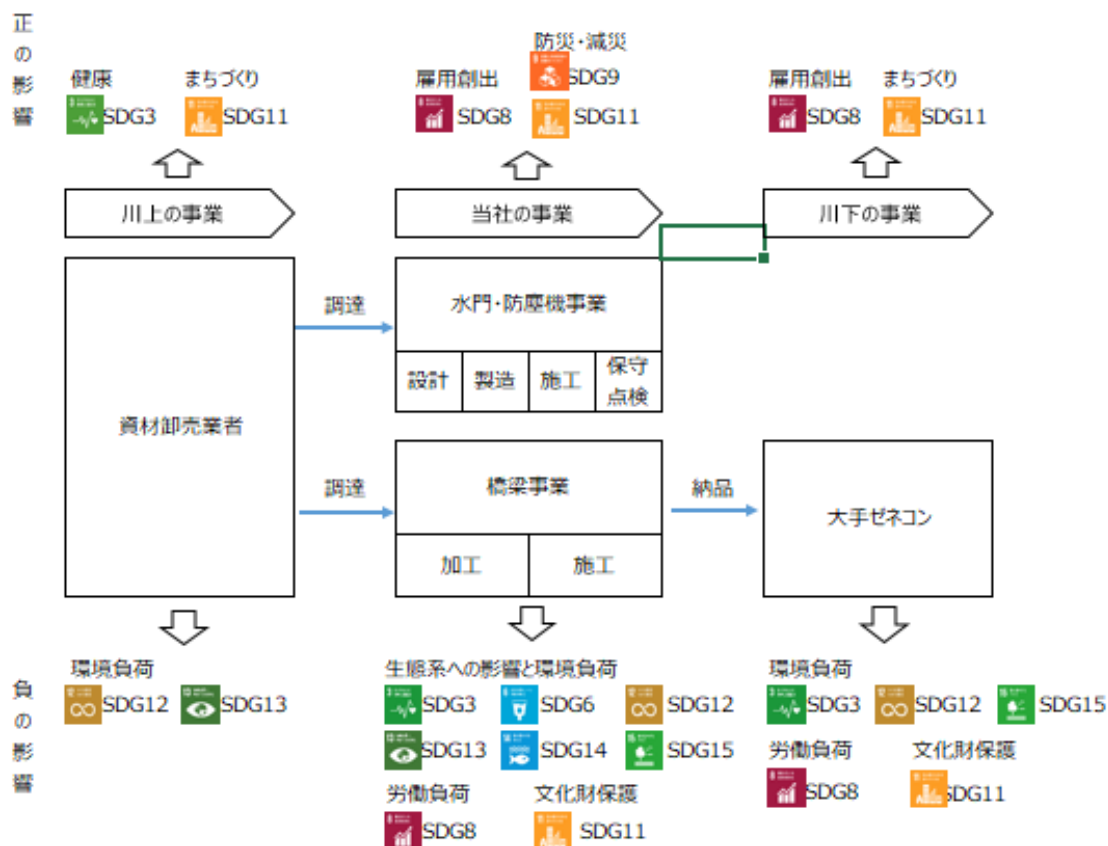 正の影響
防災・減災
SDG9
健康
まちづくり
雇用創出
雇用創出
まちづくり
SDG3
SDG11
SDG8
SDG11
SDG8
SDG11
川上の事業
当社の事業
川下の事業
調達
水門・防塵機事業
設計
製造
施工
保守
点検
資材卸売業者
調達
橋梁事業
納品
大手ゼネコン
加工
施工
負の影響
環境負荷
SDG12
SDG13
生態系への影響と環境負荷
SDG3
SDG6
SDG12
SDG13
SDG14
SDG15
労働負荷
文化財保護
SDG8
SDG11
環境負荷
SDG3
SDG12
SDG15
労働負荷
文化財保護
SDG8
SDG11